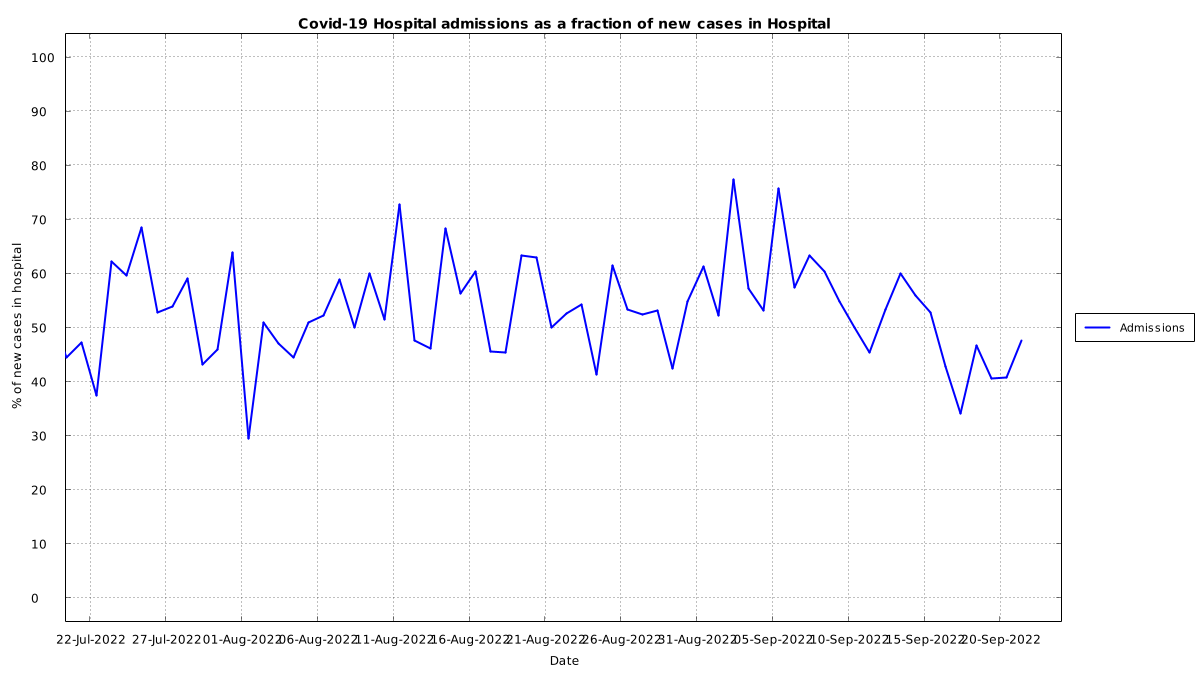 Covid-19 Hospital admissions as a fraction of new cases in Hospital
100
90
80
70
60
50
40
30
20
10
0
% of new cases in hospital
Admissions
22-Jul-2022 27-Jul-2022 01-Aug-2022 06-Aug-2022 11-Aug-2022 16-Aug-2022 21-Aug-2022 26-Aug-2022 31-Aug-2022 05-Sep-2022 10-Sep-2022 15-Sep-2022 20-Sep-2022
Date